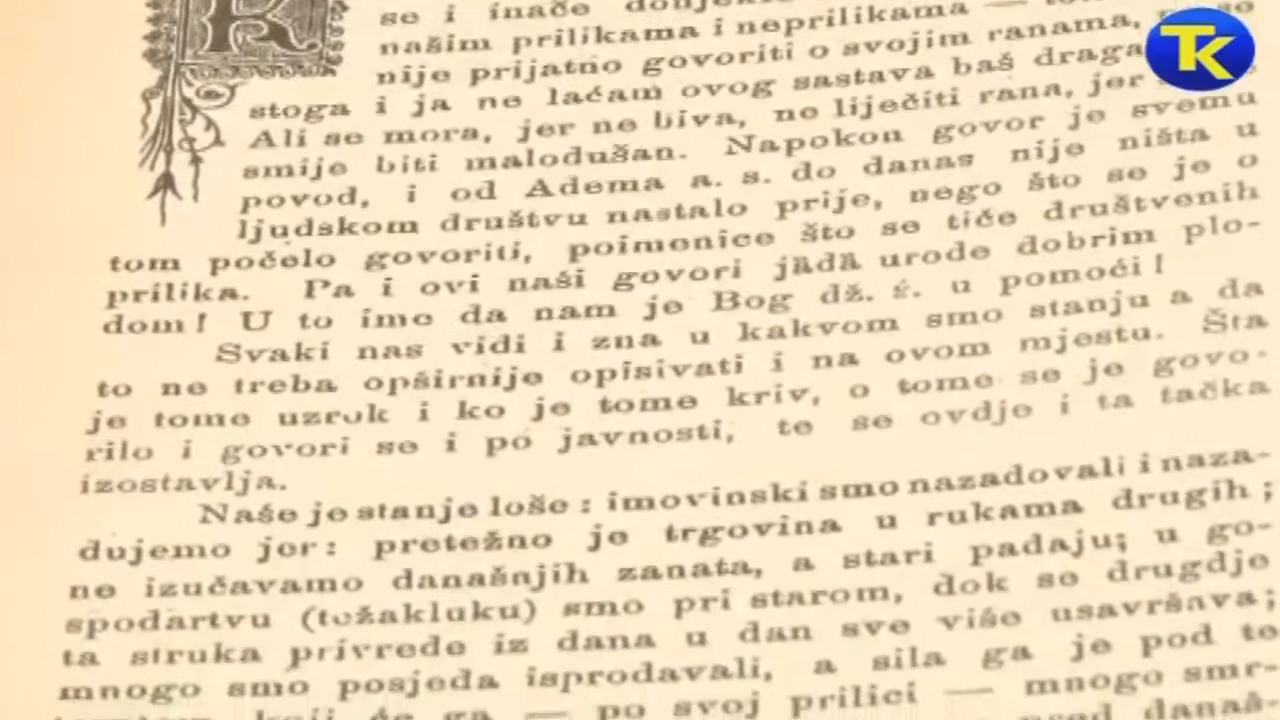 K
se i inače
našim prilikama i neprilikama —
nije prijatno govoriti o svojim ranama,
stoga i ja ne laćam ovog sastava baš draga
Ali se mora, jer ne biva, ne liječiti rana, jer
smije biti malodušan. Napokon govor je svemu
povod, i od Adema a. s. do danas nije ništa u
ljudskom društvu nastalo prije, nego što se je o
tom počelo govoriti, poimenice što se tiče društvenih
prilika. Pa i ovi naši govori jâdâ urode dobrim plo-
dom! U to ime da nam je Bog dž. š. u pomoći!
Svaki nas vidi i zna u kakvom smo stanju a da
to ne treba opširnije opisivati i na ovom mjestu. Šta
je tome uzrok i ko je tome kriv, o tome se je govo-
rilo i govori se i po javnosti, te se ovdje i ta tačka
izostavlja.
Naše je stanje loše: imovinski smo nazadovali i naza-
dujemo jer: pretežno je trgovina u rukama drugih;
ne izučavamo današnjih zanata, a stari padaju; u go-
spodartvu (težakluku) smo pri starom, dok se drugdje
ta struka privrede iz dana u dan sve više usavršava;
mnogo smo posjeda isprodavali, a sila ga je pod te
koji će ga — po svoj prilici — mnogo smr-
današ-
TK